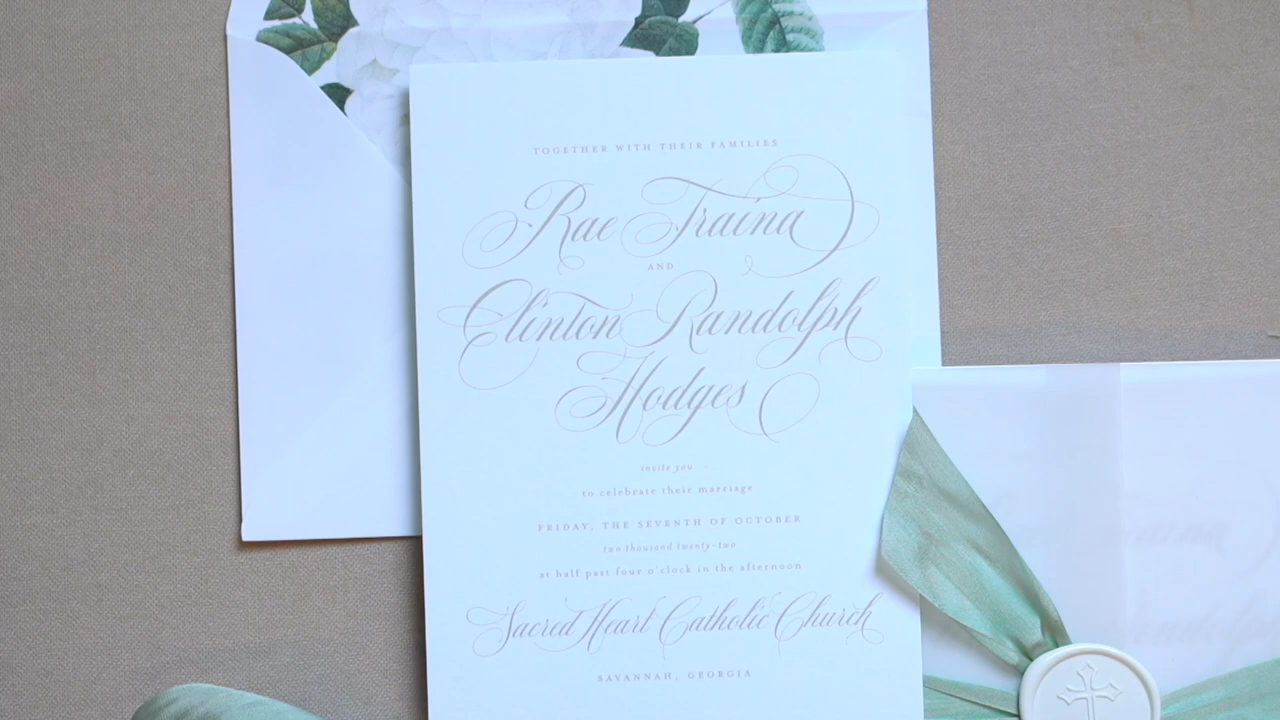 TOGETHER WITH THEIR FAMILIES
Rae Traina
AND
Clinton Randolph
Hodges
invite you
to celebrate their marriage
FRIDAY, THE SEVENTH OF OCTOBER
two thousand twenty-two
at half past four o'clock in the afternoon
Sacred Heart Catholic Church
SAVANNAH, GEORGIA